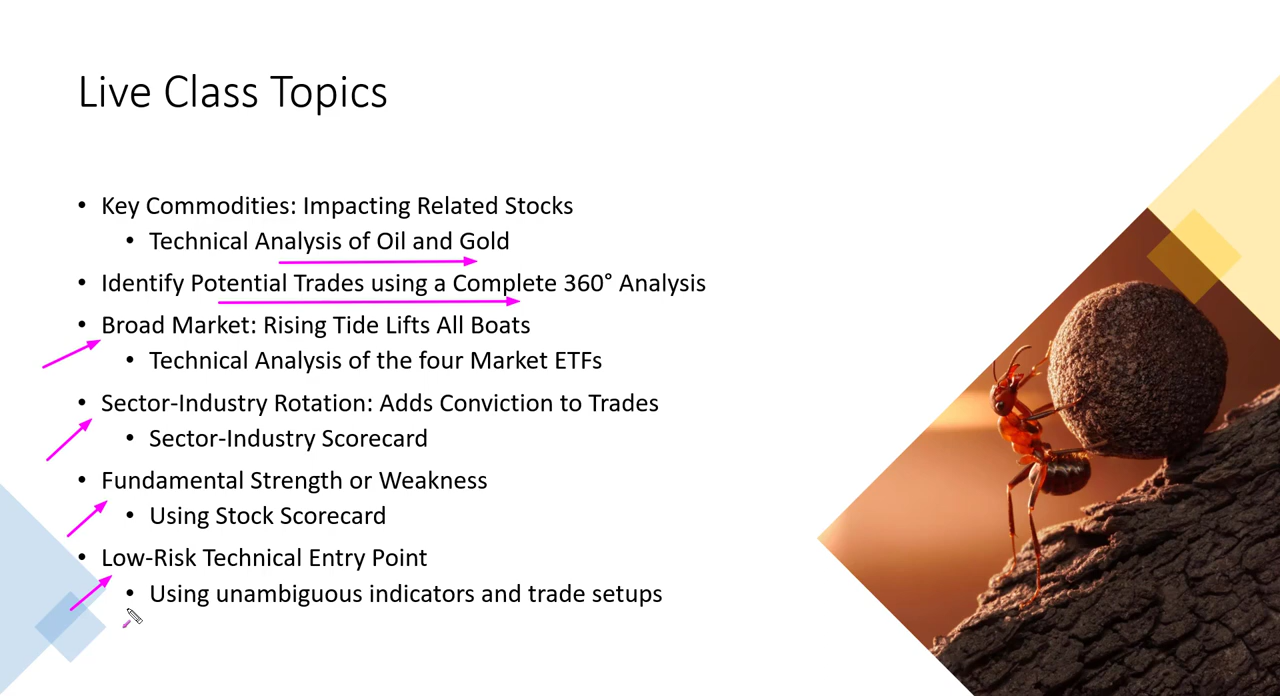 Live Class Topics
• Key Commodities: Impacting Related Stocks
• Technical Analysis of Oil and Gold
• Identify Potential Trades using a Complete 360° Analysis
• Broad Market: Rising Tide Lifts All Boats
• Technical Analysis of the four Market ETFs
• Sector-Industry Rotation: Adds Conviction to Trades
• Sector-Industry Scorecard
• Fundamental Strength or Weakness
• Using Stock Scorecard
• Low-Risk Technical Entry Point
• Using unambiguous indicators and trade setups